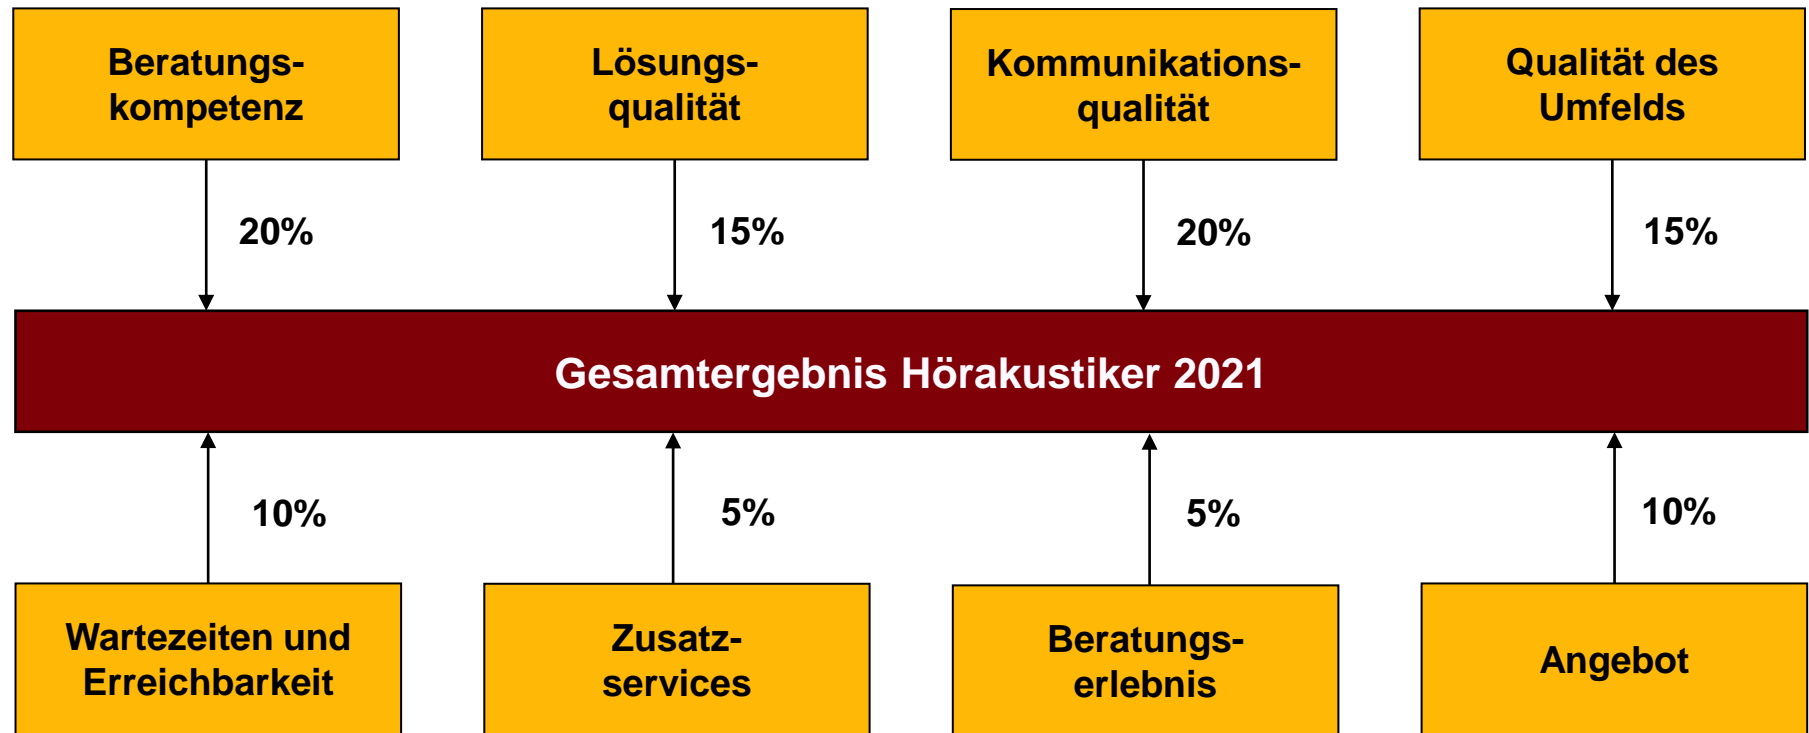 Beratungs-
kompetenz
Lösungs-
qualität
Kommunikations-
qualität
Qualität des
Umfelds
20%
15%
20%
15%
Gesamtergebnis Hörakustiker 2021
10%
5%
5%
10%
Wartezeiten und
Erreichbarkeit
Zusatz-
services
Beratungs-
erlebnis
Angebot